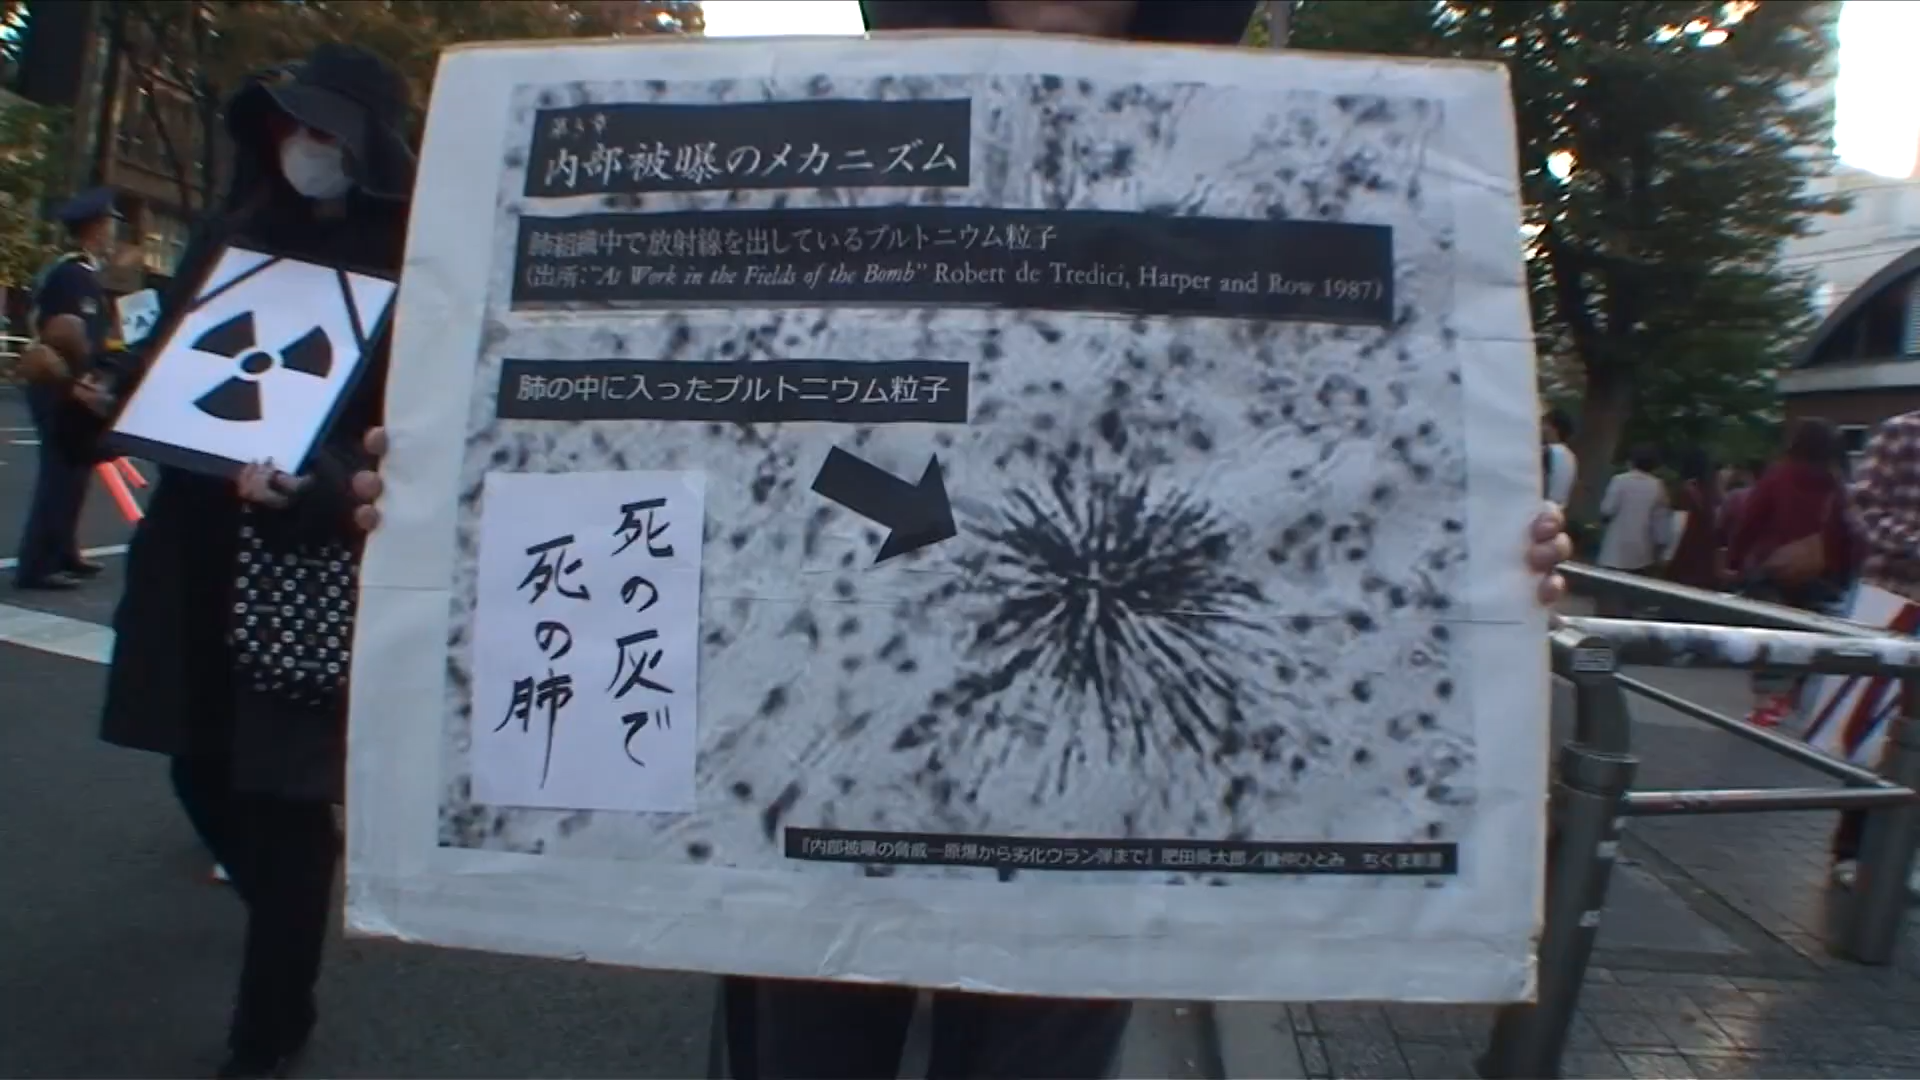 第3章
内部被曝のメカニズム
肺組織中で放射線を出しているプルトニウム粒子
(出所:"At Work in the Fields of the Bomb" Robert de Tredici, Harper and Row 1987)
肺の中に入ったプルトニウム粒子
死の灰で
死の肺
『内部被曝の脅威―原爆から劣化ウラン弾まで』肥田舜太郎/鎌仲ひとみ ちくま新書